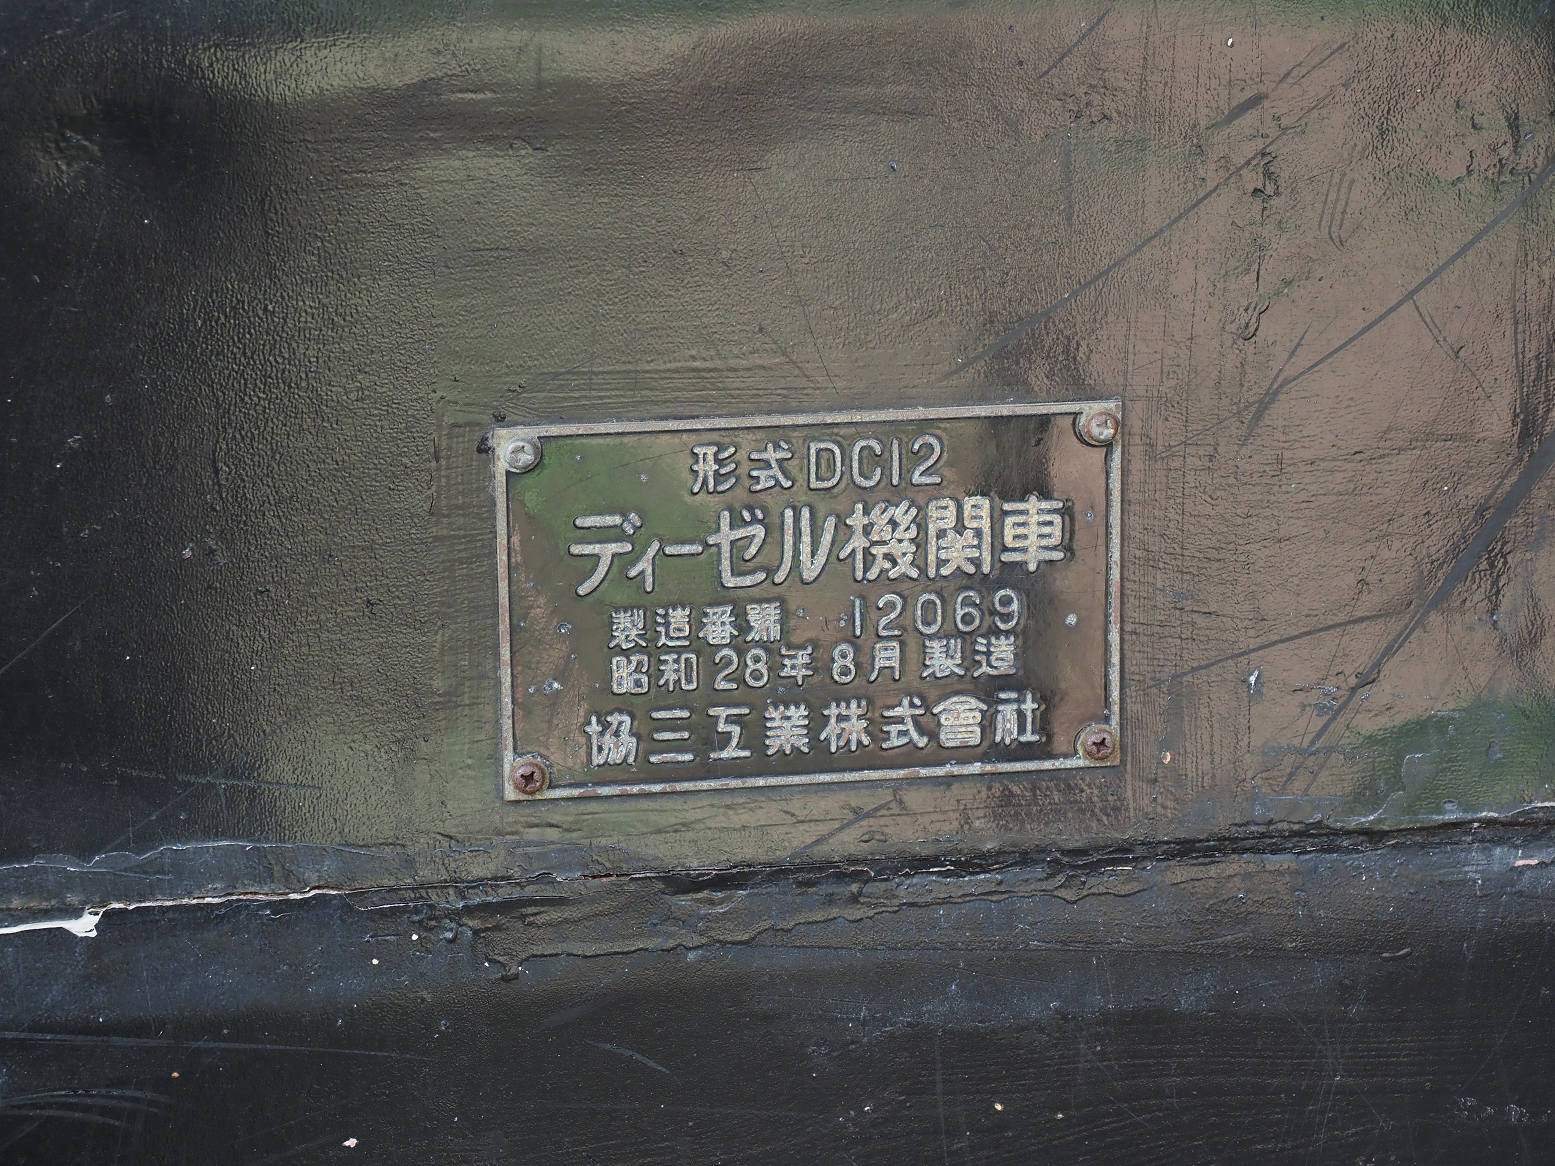 形式DC12
ディーゼル機関車
製造番號 12069
昭和28年8月製造
協三工業株式會社